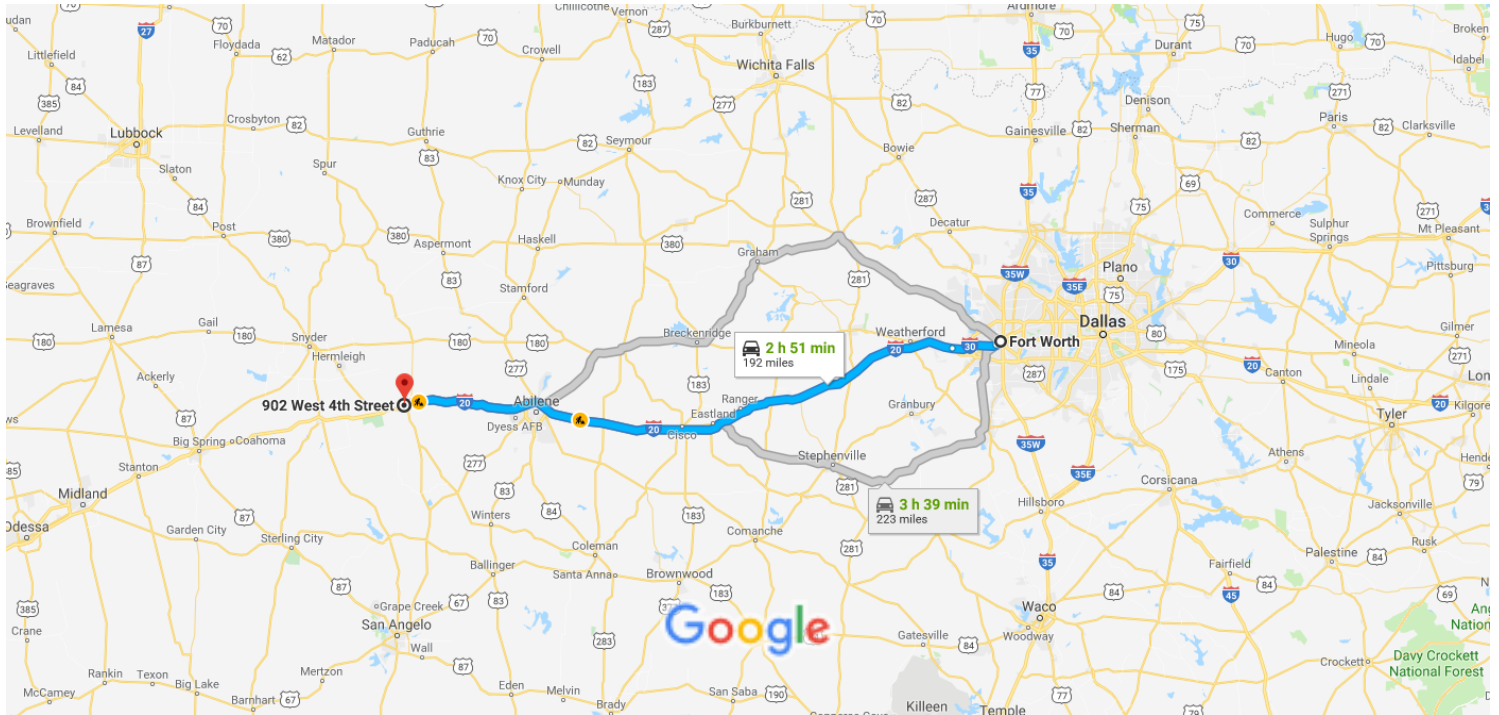 Chillicothe
Vernon
Burkburnett
Ardmore
Hugo
Broken
Littlefield
Floydada
Matador
Paducah
Crowell
Wichita Falls
Durant
Idabel
Levelland
Lubbock
Crosbyton
Guthrie
Seymour
Gainesville
Denison
Sherman
Paris
Clarksville
Slaton
Spur
Knox City
Munday
Bowie
Brownfield
Post
Aspermont
Haskell
Decatur
Commerce
Sulphur
Springs
Mt Pleasant
Graham
Plano
Pittsburg
Seagraves
Stamford
Lamesa
Gail
Snyder
Breckenridge
Weatherford
Dallas
Gilmer
Hermleigh
2 h 51 min
192 miles
Fort Worth
Mineola
Ackerly
Canton
Lindale
902 West 4th Street
Abilene
Ranger
Granbury
Kilgore
Dyess AFB
Eastland
Tyler
Big Spring
Coahoma
Cisco
Stanton
Stephenville
Athens
Midland
Corsicana
Odessa
3 h 39 min
223 miles
Hillsboro
Jacksonville
Garden City
Winters
Comanche
Sterling City
Coleman
Rusk
Ballinger
Santa Anna
Brownwood
Palestine
Fairfield
Grape Creek
San Angelo
Waco
Crane
Wall
Google
Gatesville
Woodway
Crockett
Davy Crockett
National Forest
Rankin
Texon
Big Lake
Mertzon
Eden
Melvin
San Saba
McCamey
Barnhart
Brady
Killeen
Temple